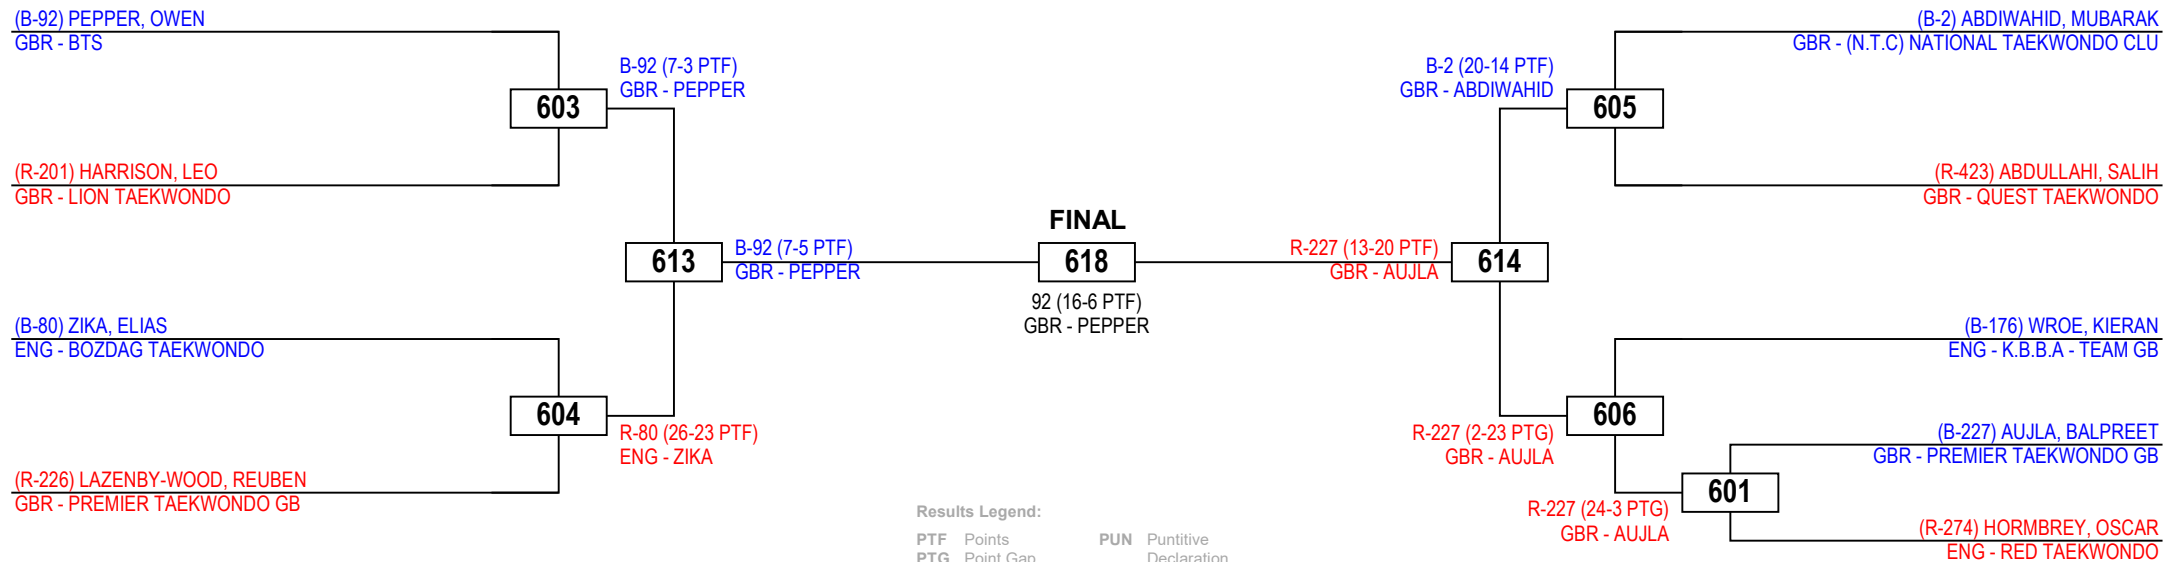 (B-92) PEPPER, OWEN
GBR - BTS
(R-201) HARRISON, LEO
GBR - LION TAEKWONDO
(B-80) ZIKA, ELIAS
ENG - BOZDAG TAEKWONDO
(R-226) LAZENBY-WOOD, REUBEN
GBR - PREMIER TAEKWONDO GB
603
B-92 (7-3 PTF)
GBR - PEPPER
604
R-80 (26-23 PTF)
ENG - ZIKA
613
B-92 (7-5 PTF)
GBR - PEPPER
FINAL
618
92 (16-6 PTF)
GBR - PEPPER
R-227 (13-20 PTF)
GBR - AUJLA
614
B-2 (20-14 PTF)
GBR - ABDIWAHID
605
R-227 (2-23 PTG)
GBR - AUJLA
606
R-227 (24-3 PTG)
GBR - AUJLA
601
(B-2) ABDIWAHID, MUBARAK
GBR - (N.T.C) NATIONAL TAEKWONDO CLU
(R-423) ABDULLAHI, SALIH
GBR - QUEST TAEKWONDO
(B-176) WROE, KIERAN
ENG - K.B.B.A - TEAM GB
(B-227) AUJLA, BALPREET
GBR - PREMIER TAEKWONDO GB
(R-274) HORMBREY, OSCAR
ENG - RED TAEKWONDO
Results Legend:
PTF Points
PTG Point Gap
PUN Puntitive
Declaration